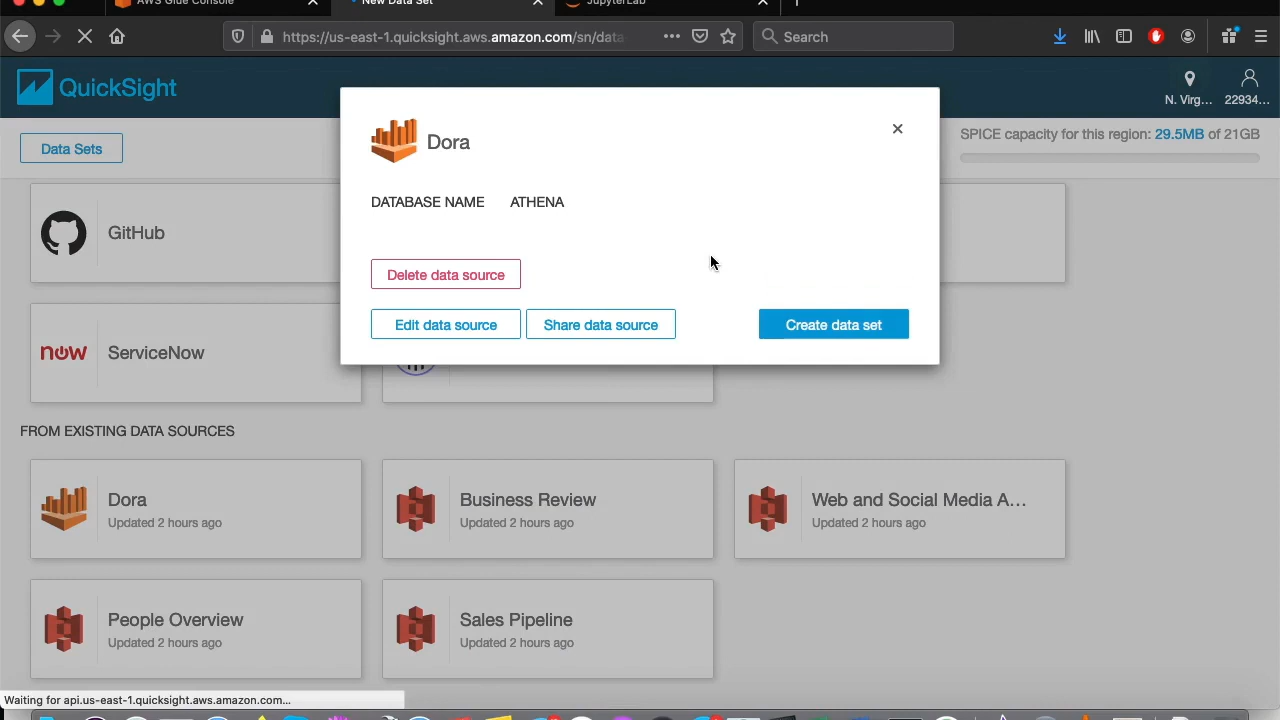 AWS Glue Console
New Data Set
JupyterLab
https://us-east-1.quicksight.aws.amazon.com/sn/data
Search
QuickSight
N. Virg...
22934...
Data Sets
SPICE capacity for this region: 29.5MB of 21GB
Dora
DATABASE NAME ATHENA
Delete data source
Edit data source
Share data source
Create data set
GitHub
ServiceNow
now
FROM EXISTING DATA SOURCES
Dora
Updated 2 hours ago
Business Review
Updated 2 hours ago
Web and Social Media A...
Updated 2 hours ago
People Overview
Updated 2 hours ago
Sales Pipeline
Updated 2 hours ago
Waiting for api.us-east-1.quicksight.aws.amazon.com...